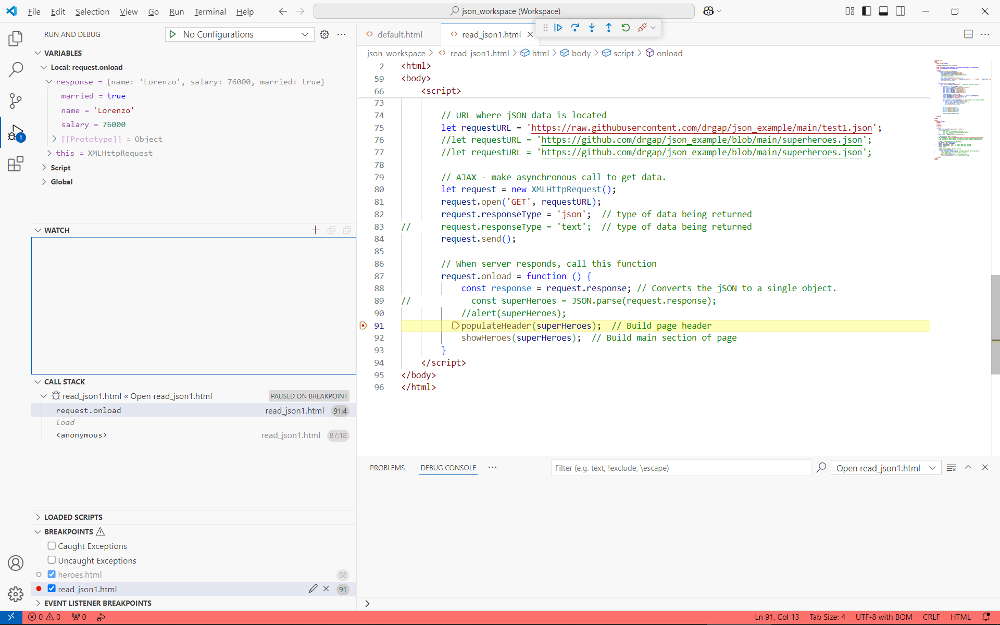 File Edit Selection View Go Run Terminal Help
json_workspace (Workspace)
RUN AND DEBUG
No Configurations
default.html
read_json1.html
VARIABLES
Local: request.onload
response = {name: 'Lorenzo', salary: 76000, married: true}
married = true
name = 'Lorenzo'
salary = 76000
[[Prototype]] = Object
this = XMLHttpRequest
Script
Global
WATCH
CALL STACK
read_json1.html « Open read_json1.html PAUSED ON BREAKPOINT
request.onload read_json1.html 91:4
load
<anonymous> read_json1.html 87:18
LOADED SCRIPTS
BREAKPOINTS
Caught Exceptions
Uncaught Exceptions
heroes.html 88
read_json1.html 91
EVENT LISTENER BREAKPOINTS
json_workspace > read_json1.html > html > body > script > onload
2 <html>
59 <body>
66 <script>
73
74 // URL where jSON data is located
75 let requestURL = 'https://raw.githubusercontent.com/drgap/json_example/main/test1.json';
76 //let requestURL = 'https://github.com/drgap/json_example/blob/main/superheroes.json';
77 //let requestURL = 'https://github.com/drgap/json_example/blob/main/superheroes.json';
78
79 // AJAX - make asynchronous call to get data.
80 let request = new XMLHttpRequest();
81 request.open('GET', requestURL);
82 request.responseType = 'json'; // type of data being returned
83 // request.responseType = 'text'; // type of data being returned
84 request.send();
85
86 // When server responds, call this function
87 request.onload = function () {
88 const response = request.response; // Converts the jSON to a single object.
89 // const superHeroes = JSON.parse(request.response);
90 //alert(superHeroes);
91 populateHeader(superHeroes); // Build page header
92 showHeroes(superHeroes); // Build main section of page
93 }
94 </script>
95 </body>
96 </html>
PROBLEMS DEBUG CONSOLE
Filter (e.g. text, !exclude, \escape)
Open read_json1.html
1
0 0 0
Ln 91, Col 13 Tab Size: 4 UTF-8 with BOM CRLF HTML